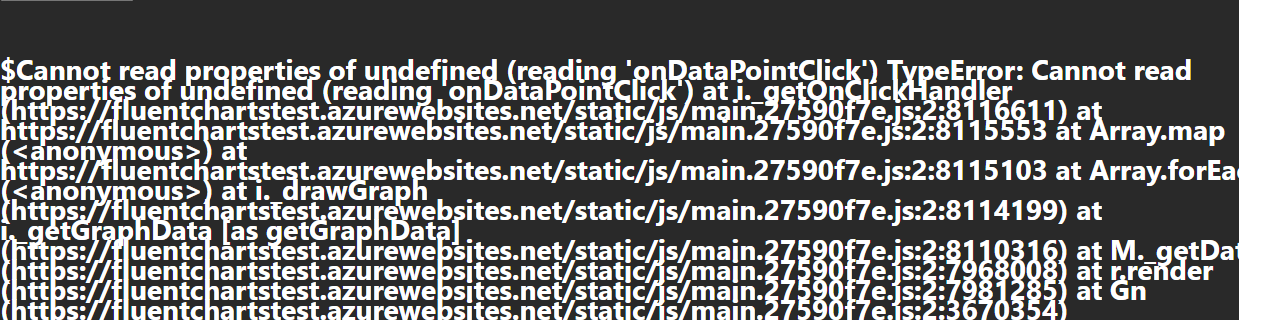 $Cannot read properties of undefined (reading 'onDataPointClick') TypeError: Cannot read
properties of undefined (reading 'onDataPointClick') at i._getOnClickHandler
(https://fluentchartstest.azurewebsites.net/static/js/main.27590f7e.js:2:8116611) at
https://fluentchartstest.azurewebsites.net/static/js/main.27590f7e.js:2:8115553 at Array.map
(<anonymous>) at
https://fluentchartstest.azurewebsites.net/static/js/main.27590f7e.js:2:8115103 at Array.forEac
(<anonymous>) at i._drawGraph
(https://fluentchartstest.azurewebsites.net/static/js/main.27590f7e.js:2:8114199) at
i._getGraphData [as getGraphData]
(https://fluentchartstest.azurewebsites.net/static/js/main.27590f7e.js:2:8110316) at M._getDat
(https://fluentchartstest.azurewebsites.net/static/js/main.27590f7e.js:2:7968008) at r.render
(https://fluentchartstest.azurewebsites.net/static/js/main.27590f7e.js:2:7981285) at Gn
(https://fluentchartstest.azurewebsites.net/static/js/main.27590f7e.js:2:3670354)